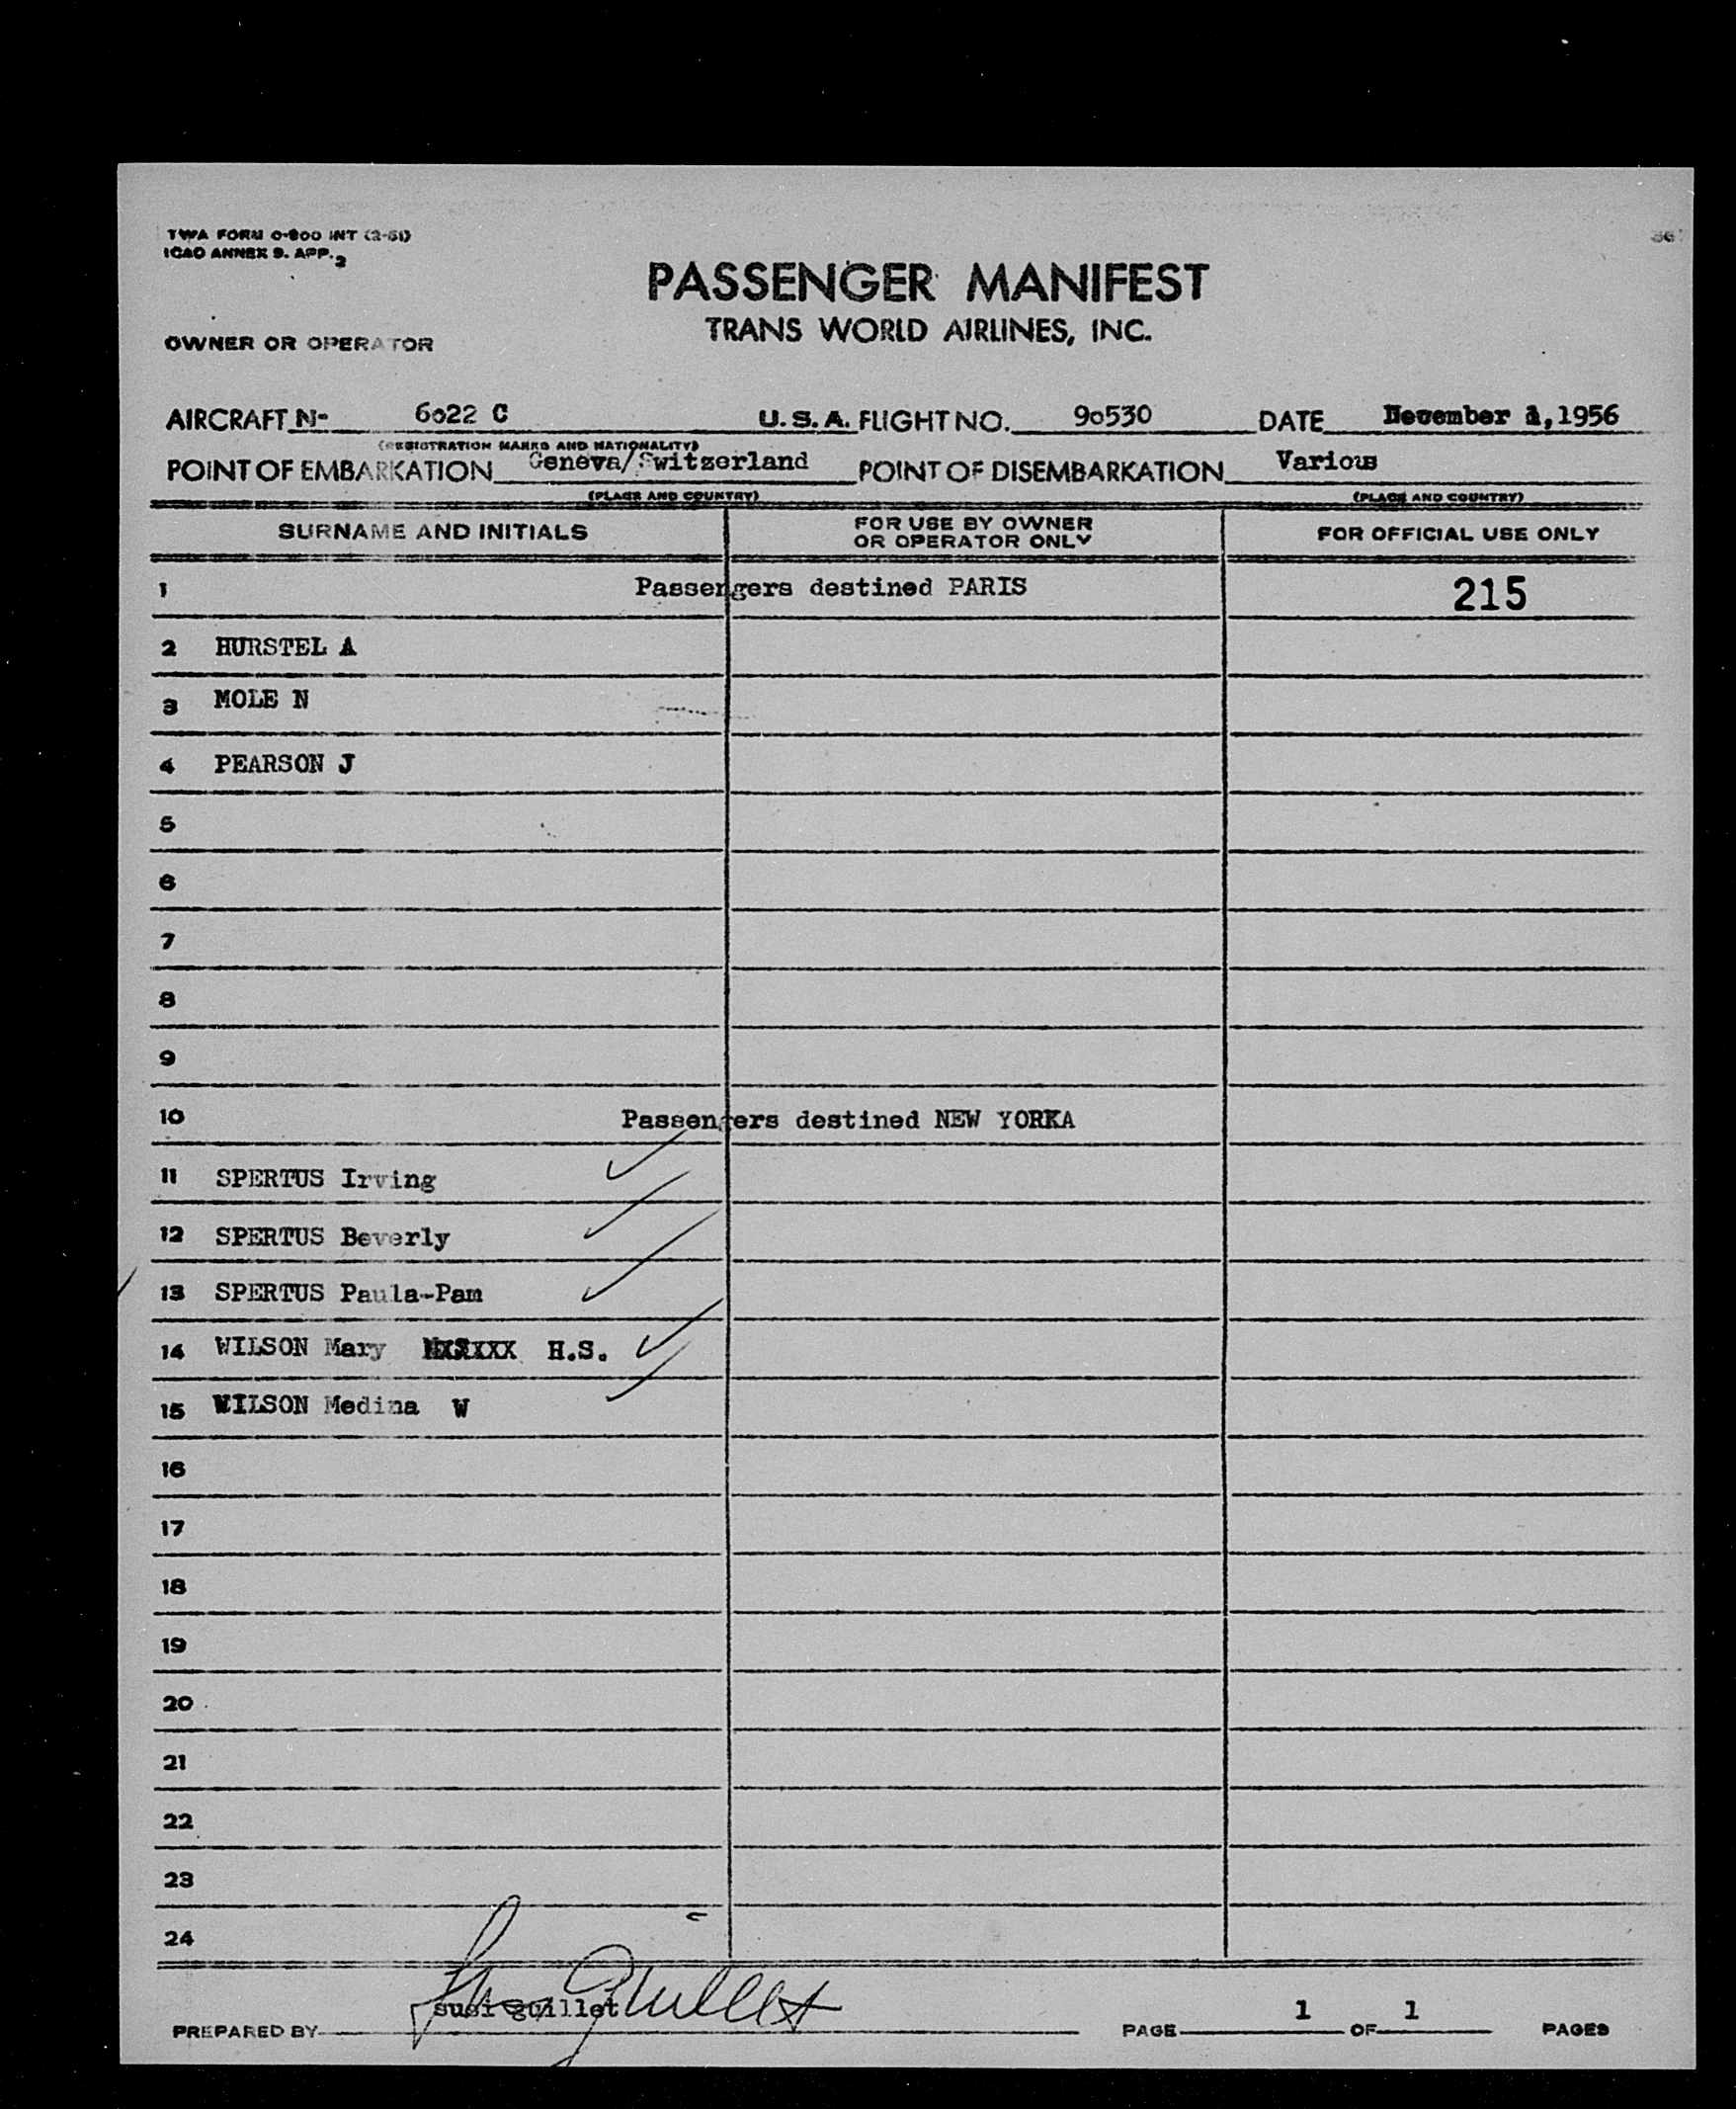 TWA FORM O-800 INT (2-51)
ICAO ANNEX 9. APP. 2
PASSENGER MANIFEST
TRANS WORLD AIRLINES, INC.
OWNER OR OPERATOR
AIRCRAFT N- 6022 C U.S.A. FLIGHT NO. 90530 DATE 1,1956
(REGISTRATION MARKS AND NATIONALITY)
POINT OF EMBARKATION Geneva/Switzerland POINT OF DISEMBARKATION Various
(PLACE AND COUNTRY) (PLACE AND COUNTRY)
SURNAME AND INITIALS FOR USE BY OWNER OR OPERATOR ONLY FOR OFFICIAL USE ONLY
1 Passengers destined PARIS 215
2 HURSTEL A
3 MOLE N
4 PEARSON J
5
6
7
8
9
10 Passengers destined NEW YORKA
11 SPERTUS Irving
12 SPERTUS Beverly
13 SPERTUS Paula-Pam
14 WILSON Mary H.S.
15 WILSON Medina W
16
17
18
19
20
21
22
23
24
susi guillet
PREPARED BY PAGE 1 OF 1 PAGES